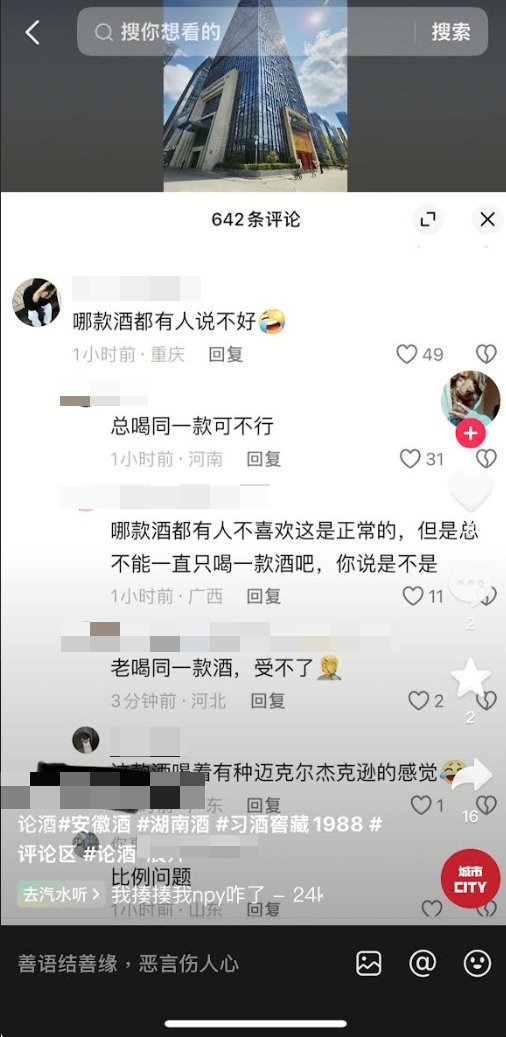 搜你想看的
搜索
642条评论
哪款酒都有人说不好🤣
1小时前 · 重庆 回复
49
总喝同一款可不行
1小时前 · 河南 回复
31
哪款酒都有人不喜欢这是正常的，但是总
不能一直只喝一款酒吧，你说是不是
1小时前 · 广西 回复
11
2
老喝同一款酒，受不了🤦
3分钟前 · 河北 回复
2
2
这款酒喝着有种迈克尔杰克逊的感觉😂
广东 回复
1
16
论酒#安徽酒 #湖南酒 #习酒窖藏1988 #
评论区 #论酒
比例问题
去汽水听 >
我揍揍我npy咋了 - 24k
1小时前 · 山东 回复
城市
CITY
善语结善缘，恶言伤人心